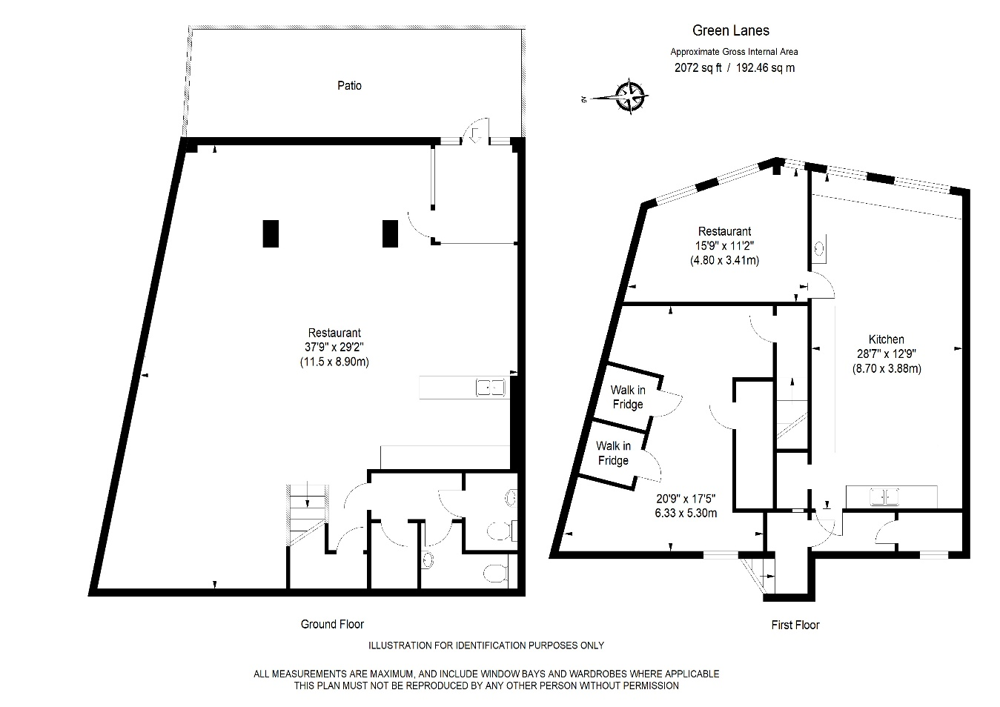 Green Lanes
Approximate Gross Internal Area
2072 sq ft / 192.46 sq m
N
Patio
Restaurant
37'9" x 29'2"
(11.5 x 8.90m)
Ground Floor
Restaurant
15'9" x 11'2"
(4.80 x 3.41m)
Kitchen
28'7" x 12'9"
(8.70 x 3.88m)
Walk in
Fridge
Walk in
Fridge
20'9" x 17'5"
6.33 x 5.30m
First Floor
ILLUSTRATION FOR IDENTIFICATION PURPOSES ONLY
ALL MEASUREMENTS ARE MAXIMUM, AND INCLUDE WINDOW BAYS AND WARDROBES WHERE APPLICABLE
THIS PLAN MUST NOT BE REPRODUCED BY ANY OTHER PERSON WITHOUT PERMISSION